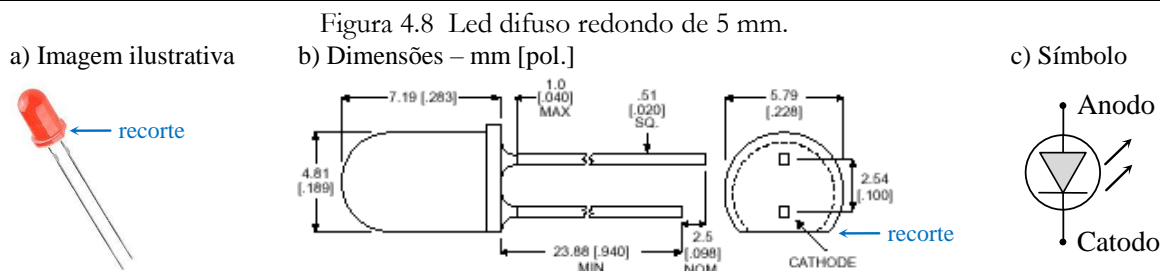 Figura 4.8 Led difuso redondo de 5 mm.
a) Imagem ilustrativa
b) Dimensões – mm [pol.]
c) Símbolo
recorte
7.19 [.283]
1.0
[.040]
MAX
.51
[.020]
SQ.
5.79
[.228]
4.81
[.189]
2.54
[.100]
23.88 [.940]
MIN
2.5
[.098]
NOM
CATHODE
recorte
Anodo
Catodo